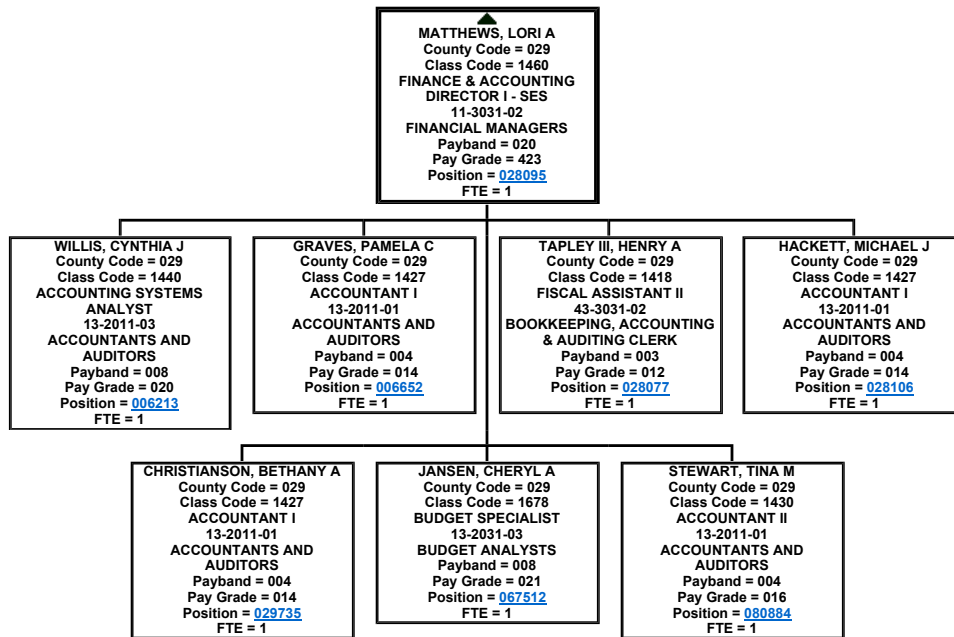 MATTHEWS, LORI A
County Code = 029
Class Code = 1460
FINANCE & ACCOUNTING
DIRECTOR I - SES
11-3031-02
FINANCIAL MANAGERS
Payband = 020
Pay Grade = 423
Position = 028095
FTE = 1
WILLIS, CYNTHIA J
County Code = 029
Class Code = 1440
ACCOUNTING SYSTEMS
ANALYST
13-2011-03
ACCOUNTANTS AND
AUDITORS
Payband = 008
Pay Grade = 020
Position = 006213
FTE = 1
GRAVES, PAMELA C
County Code = 029
Class Code = 1427
ACCOUNTANT I
13-2011-01
ACCOUNTANTS AND
AUDITORS
Payband = 004
Pay Grade = 014
Position = 006652
FTE = 1
TAPLEY III, HENRY A
County Code = 029
Class Code = 1418
FISCAL ASSISTANT II
43-3031-02
BOOKKEEPING, ACCOUNTING
& AUDITING CLERK
Payband = 003
Pay Grade = 012
Position = 028077
FTE = 1
HACKETT, MICHAEL J
County Code = 029
Class Code = 1427
ACCOUNTANT I
13-2011-01
ACCOUNTANTS AND
AUDITORS
Payband = 004
Pay Grade = 014
Position = 028106
FTE = 1
CHRISTIANSON, BETHANY A
County Code = 029
Class Code = 1427
ACCOUNTANT I
13-2011-01
ACCOUNTANTS AND
AUDITORS
Payband = 004
Pay Grade = 014
Position = 029735
FTE = 1
JANSEN, CHERYL A
County Code = 029
Class Code = 1678
BUDGET SPECIALIST
13-2031-03
BUDGET ANALYSTS
Payband = 008
Pay Grade = 021
Position = 067512
FTE = 1
STEWART, TINA M
County Code = 029
Class Code = 1430
ACCOUNTANT II
13-2011-01
ACCOUNTANTS AND
AUDITORS
Payband = 004
Pay Grade = 016
Position = 080884
FTE = 1